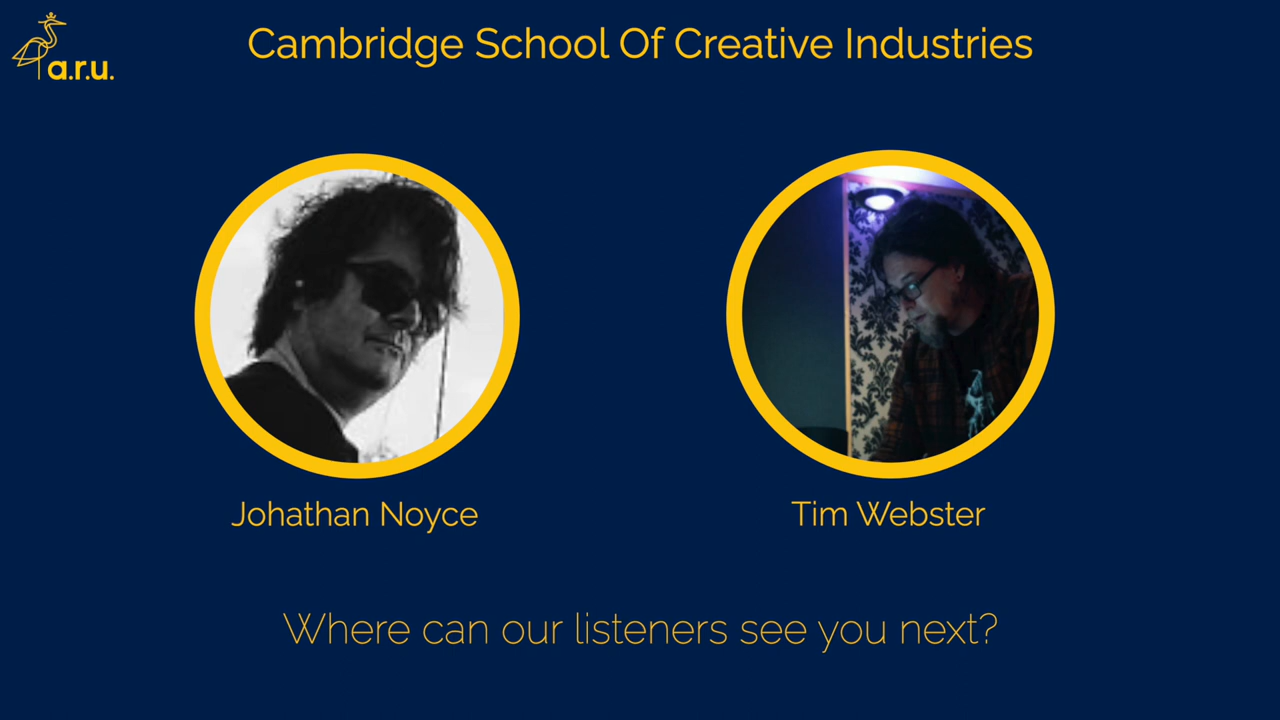 Cambridge School Of Creative Industries
a.r.u.
Johathan Noyce
Tim Webster
Where can our listeners see you next?